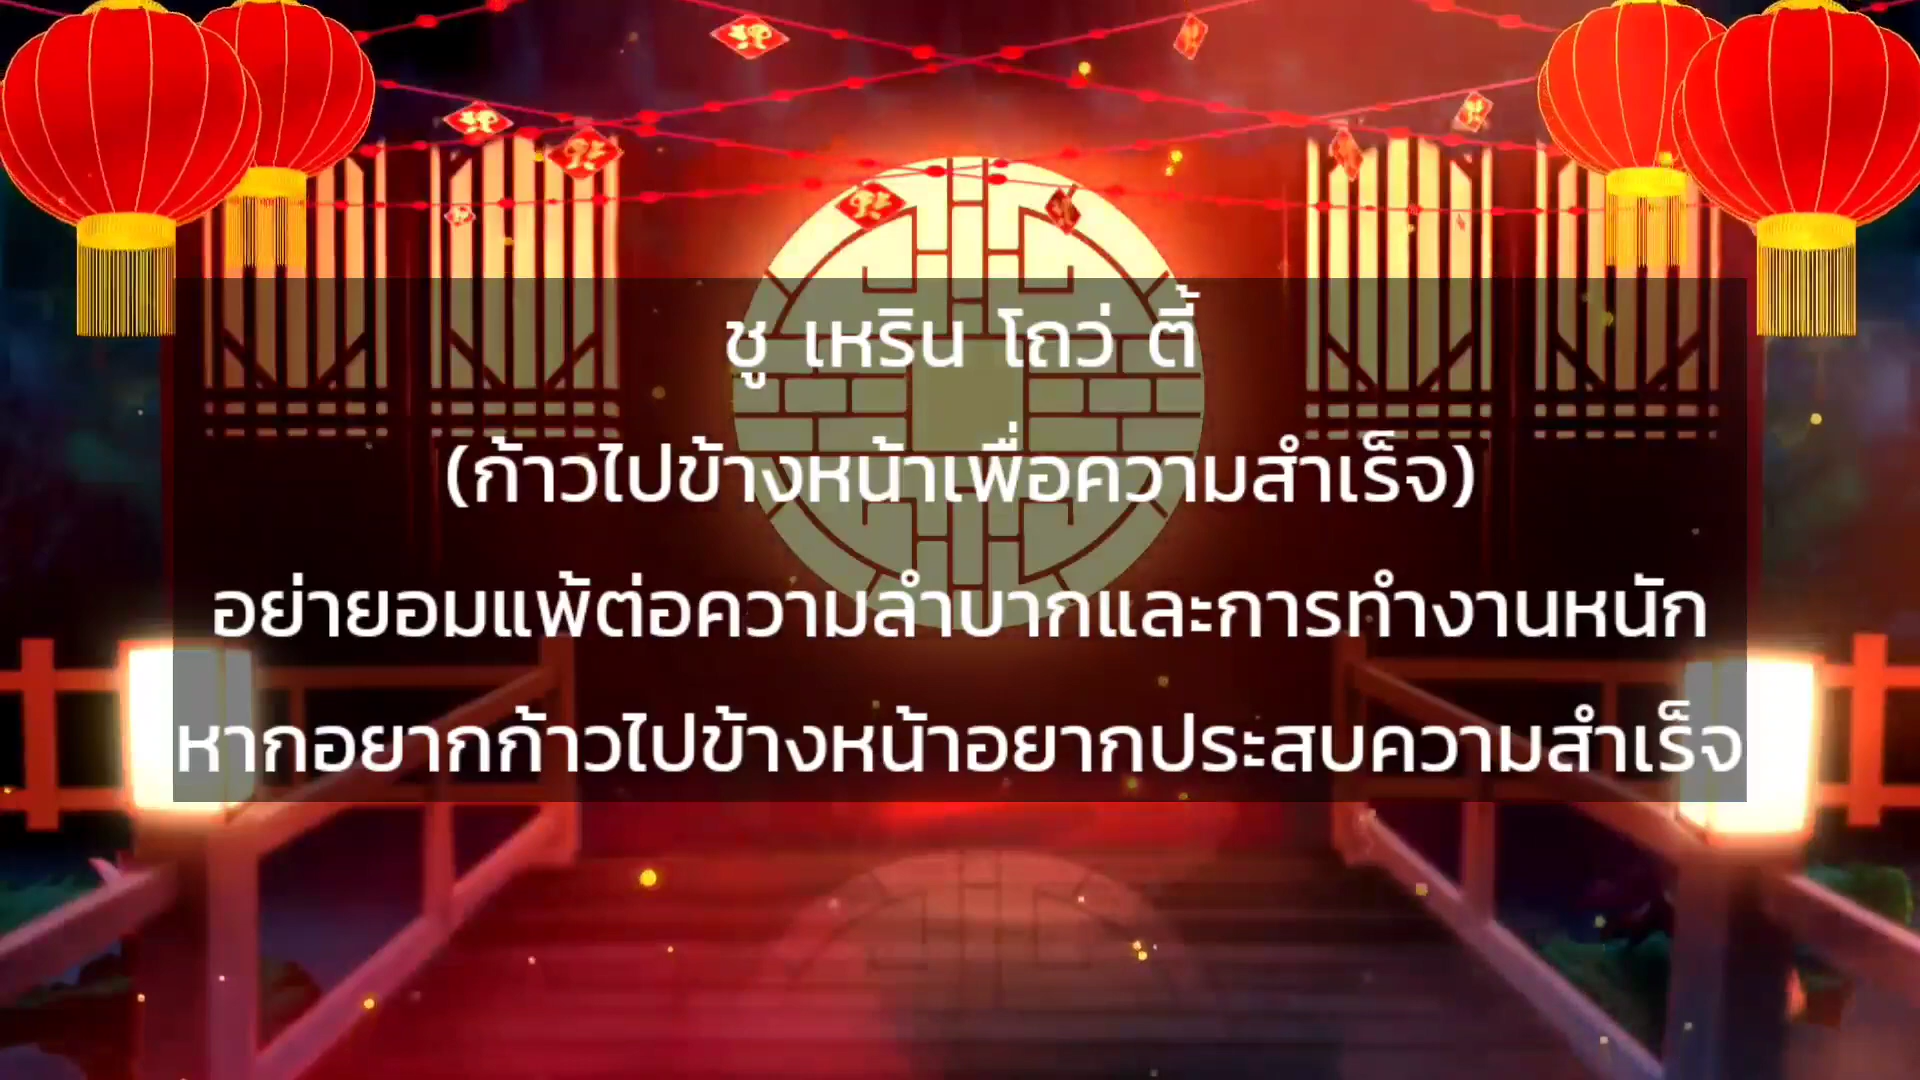 ชู เหริน โถว่ ตี้
(ก้าวไปข้างหน้าเพื่อความสำเร็จ)
อย่ายอมแพ้ต่อความลำบากและการทำงานหนัก
หากอยากก้าวไปข้างหน้าอยากประสบความสำเร็จ